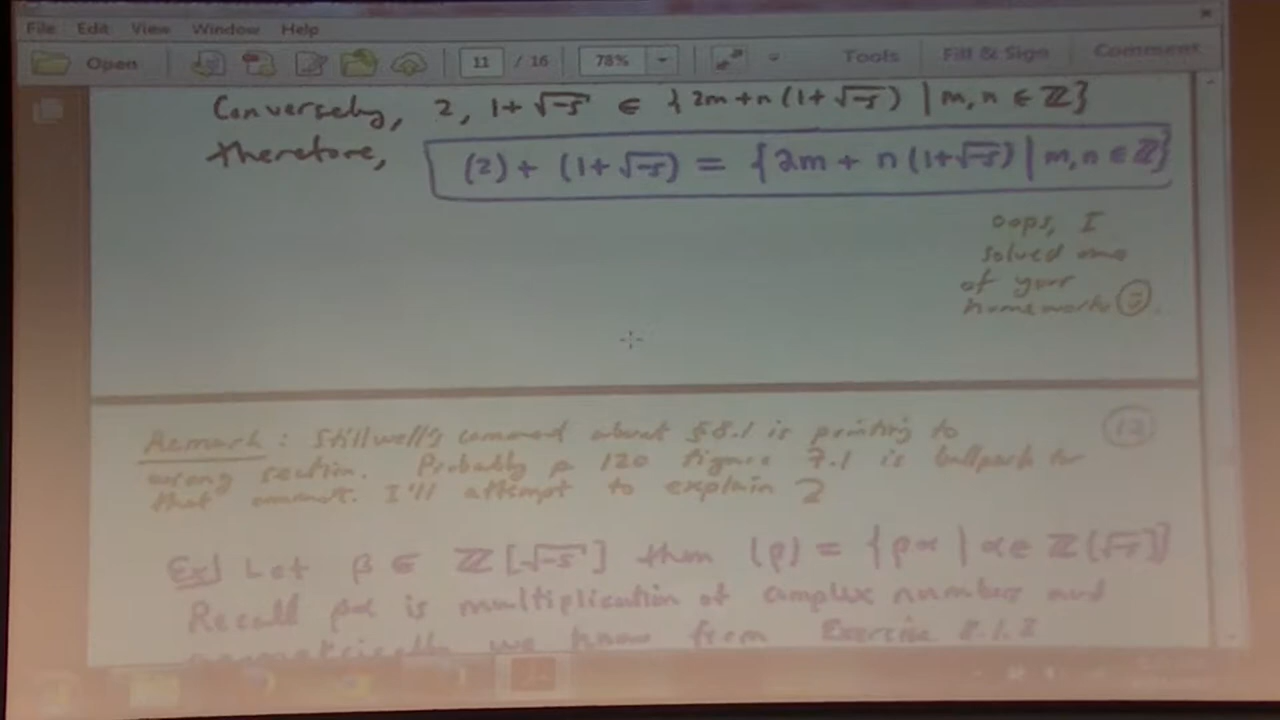 File Edit View Window Help
Open 11 / 16 78% Tools Fill & Sign Comment
Conversely, 2, 1+√-5 ∈ {2m+n(1+√-5) | m,n ∈ ℤ}
therefore, (2) + (1+√-5) = {2m + n(1+√-5) | m,n ∈ ℤ}
oops, I
solved one
of your
homeworks
12
Remark: Stillwell's comment about §8.1 is pointing to
wrong section. Probably p 120 figure 7.1 is ballpark for
that comment. I'll attempt to explain
Ex) Let β ∈ ℤ[√-5] then (β) = {βα | α∈ ℤ[√-5]}
Recall βα is multiplication of complex numbers and
geometrically we know from Exercise 8.1.2